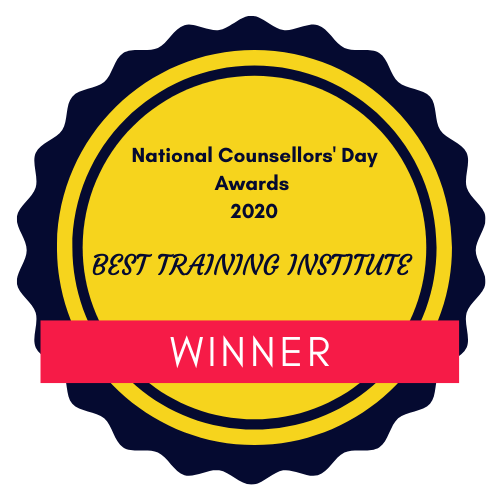 National Counsellors' Day
Awards
2020
BEST TRAINING INSTITUTE
WINNER